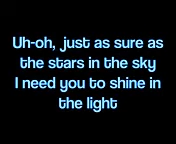 Uh-oh, just as sure as
the stars in the sky
I need you to shine in
the light